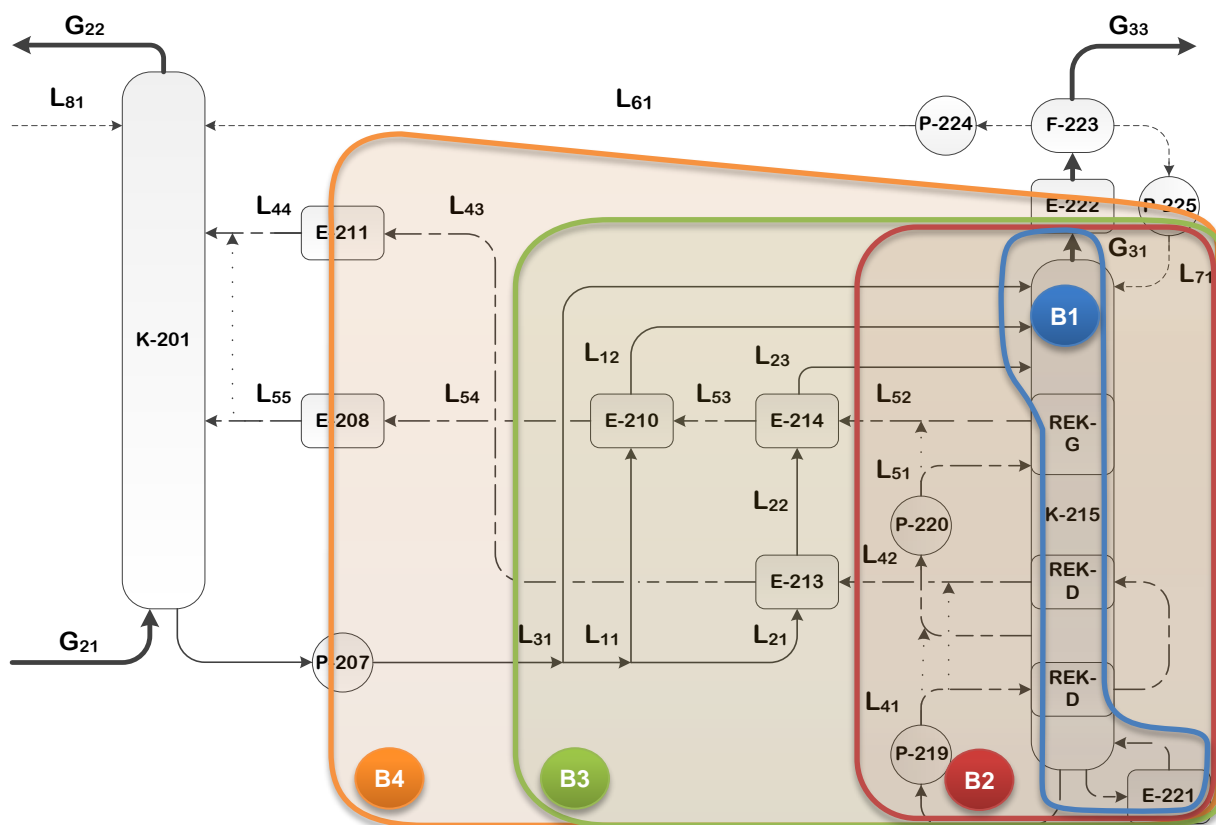 G22
G33
L81
L61
P-224
F-223
L44
L43
E-211
E-222
P-225
G31
L71
K-201
B1
L12
L23
L55
L54
L53
L52
E-208
E-210
E-214
REK-
G
L51
L22
P-220
K-215
L42
E-213
REK-
D
G21
L31
L11
L21
P-207
REK-
D
L41
P-219
B4
B3
B2
E-221